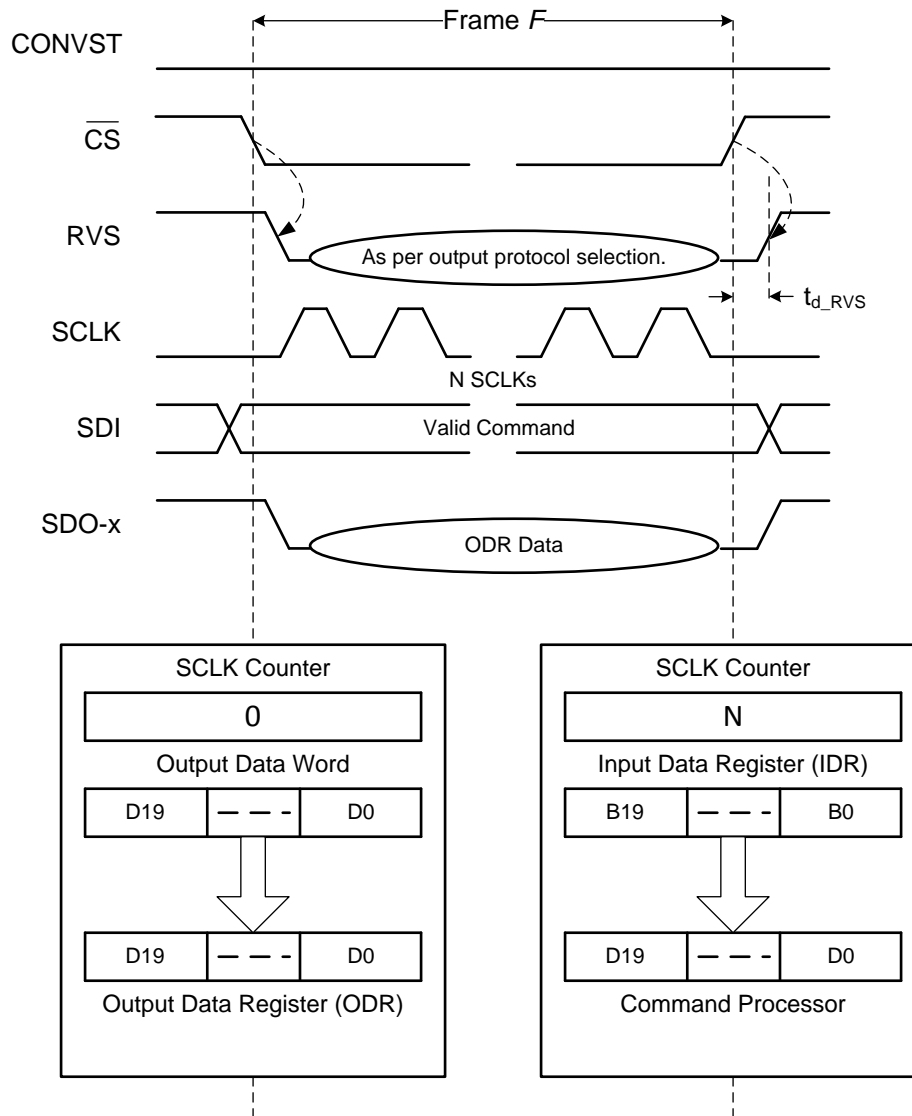 Frame F
CONVST
CS
RVS
As per output protocol selection.
td_RVS
SCLK
N SCLKs
SDI
Valid Command
SDO-x
ODR Data
SCLK Counter
0
Output Data Word
D19 D0
D19 D0
Output Data Register (ODR)
SCLK Counter
N
Input Data Register (IDR)
B19 B0
D19 D0
Command Processor